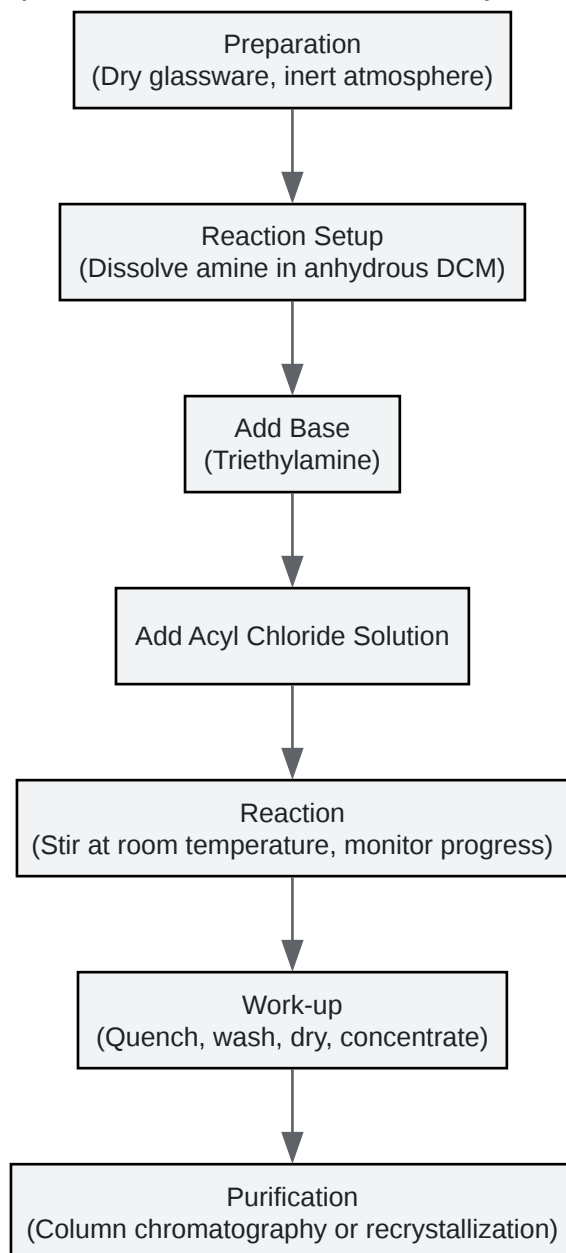 Preparation
(Dry glassware, inert atmosphere)
Reaction Setup
(Dissolve amine in anhydrous DCM)
Add Base
(Triethylamine)
Add Acyl Chloride Solution
Reaction
(Stir at room temperature, monitor progress)
Work-up
(Quench, wash, dry, concentrate)
Purification
(Column chromatography or recrystallization)